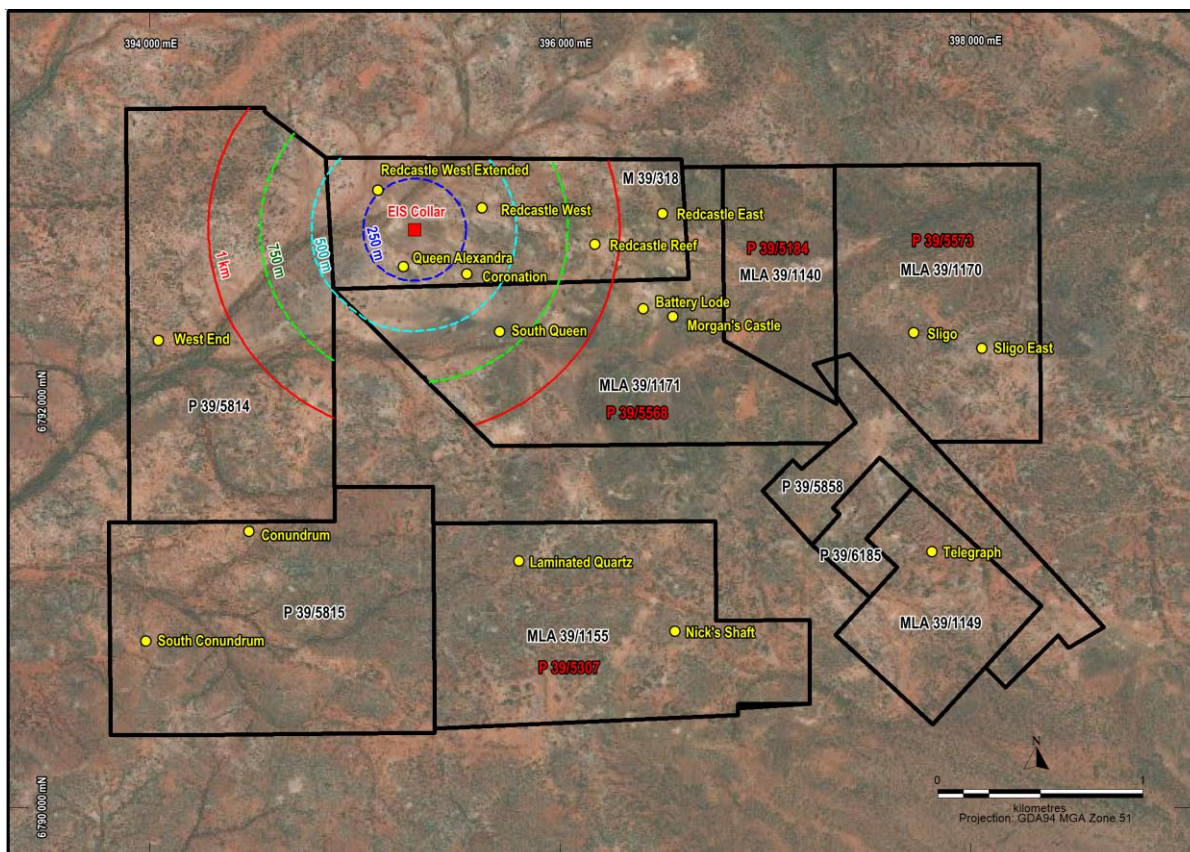 394 000 mE
396 000 mE
398 000 mE
Redcastle West Extended
M 39/318
EIS Collar
Redcastle West
Redcastle East
250 m
500 m
750 m
1 km
Redcastle Reef
P 39/5184
MLA 39/1140
P 39/5573
MLA 39/1170
Queen Alexandra
Coronation
Battery Lode
Morgan's Castle
South Queen
West End
Sligo
Sligo East
6 792 000 mN
P 39/5814
MLA 39/1171
P 39/5568
P 39/5858
Conundrum
Laminated Quartz
P 39/6185
Telegraph
P 39/5815
South Conundrum
MLA 39/1155
P 39/5307
Nick's Shaft
MLA 39/1149
6 790 000 mN
N
0
1
kilometres
Projection: GDA94 MGA Zone 51